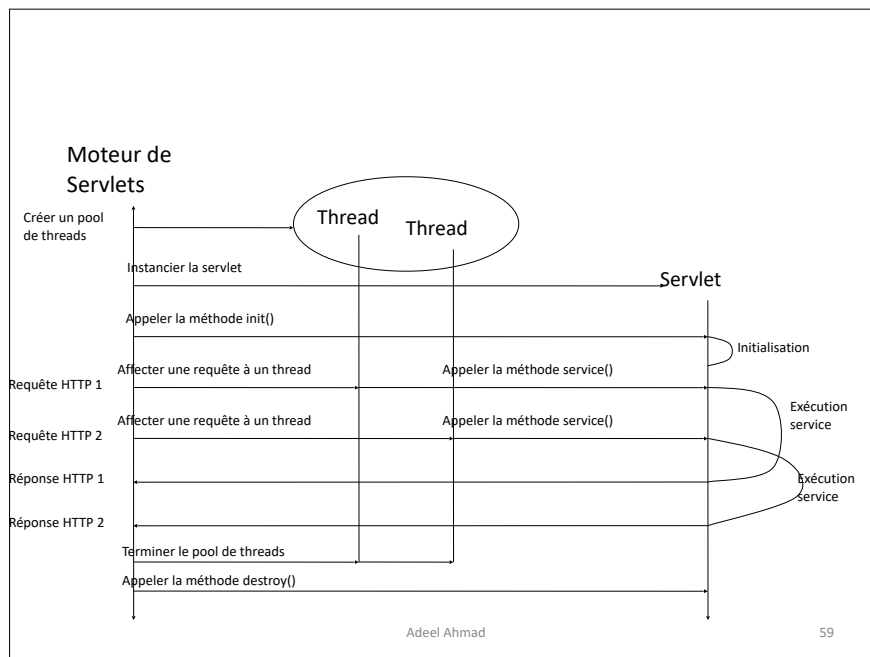 Moteur de
Servlets
Créer un pool
de threads
Thread
Thread
Instancier la servlet
Servlet
Appeler la méthode init()
Initialisation
Affecter une requête à un thread
Appeler la méthode service()
Requête HTTP 1
Exécution
service
Affecter une requête à un thread
Appeler la méthode service()
Requête HTTP 2
Réponse HTTP 1
Exécution
service
Réponse HTTP 2
Terminer le pool de threads
Appeler la méthode destroy()
Adeel Ahmad
59